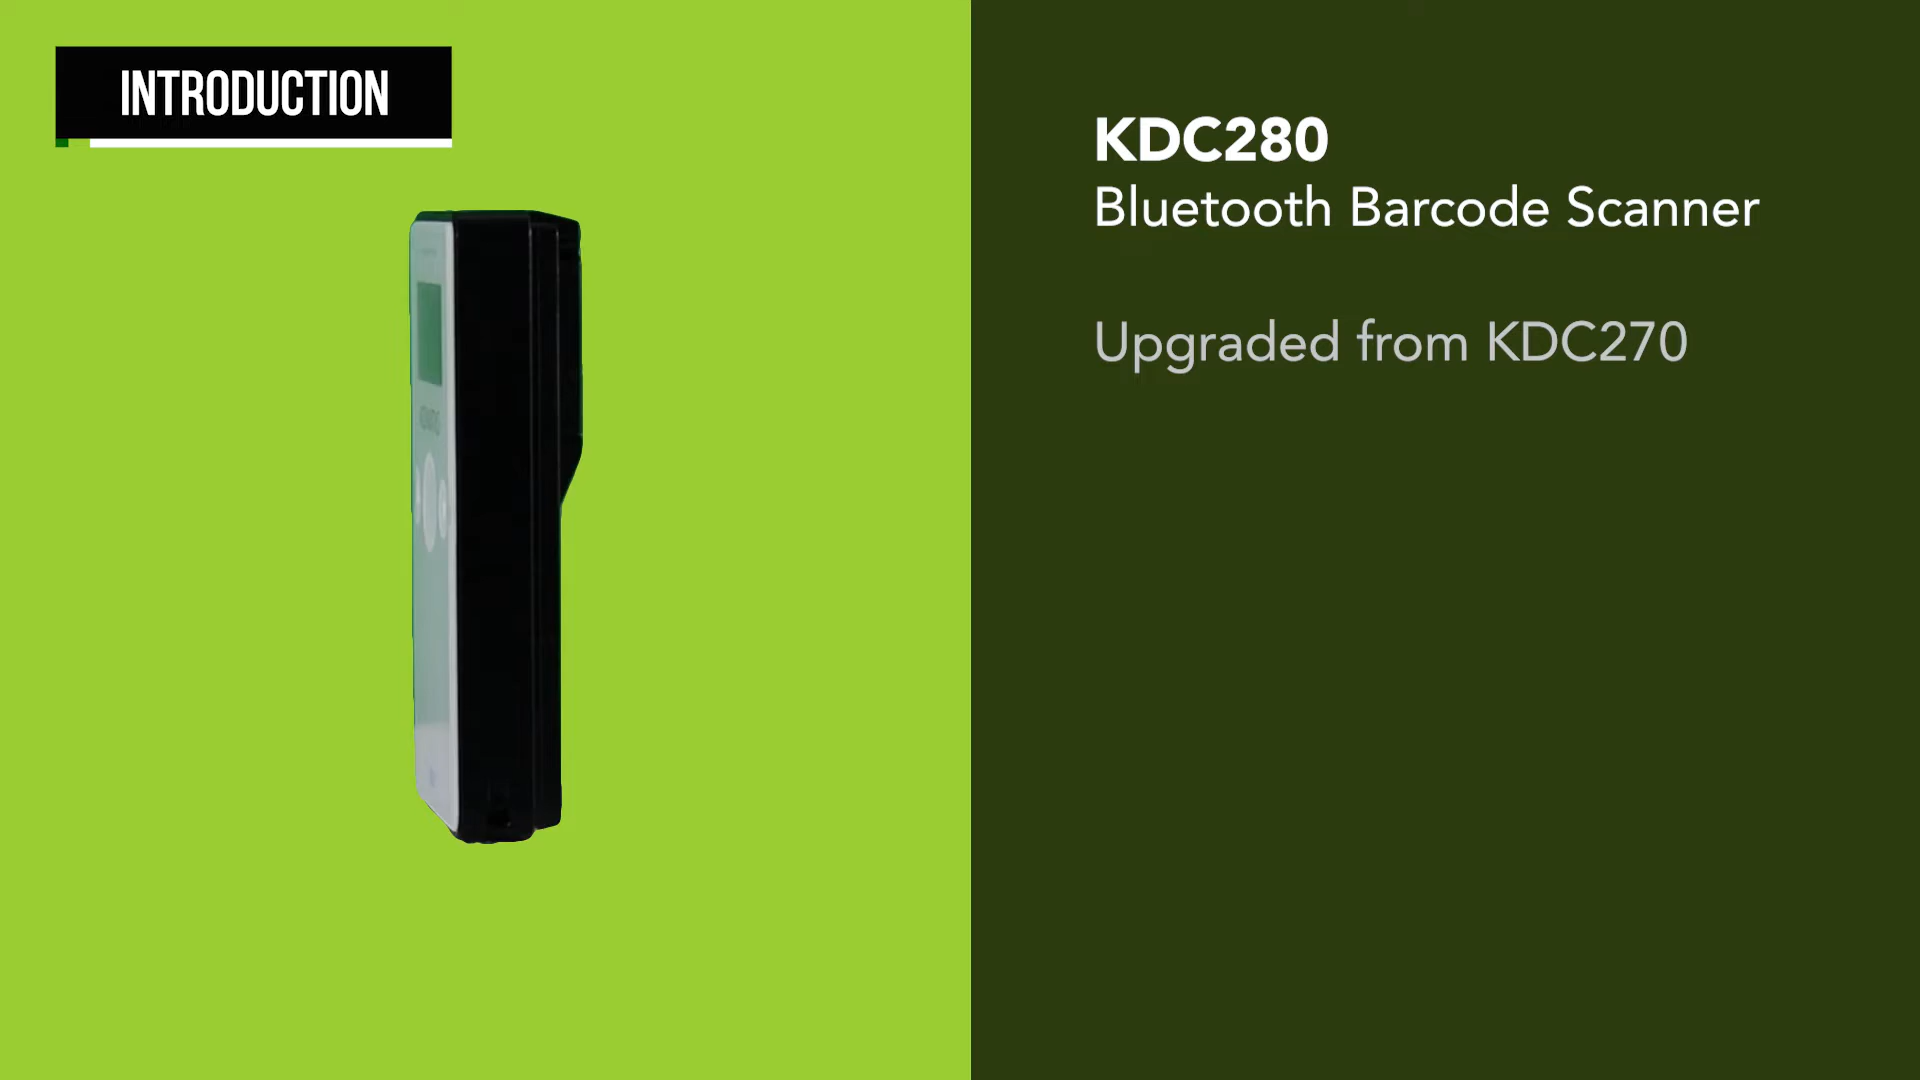 INTRODUCTION
KDC280
Bluetooth Barcode Scanner
Upgraded from KDC270